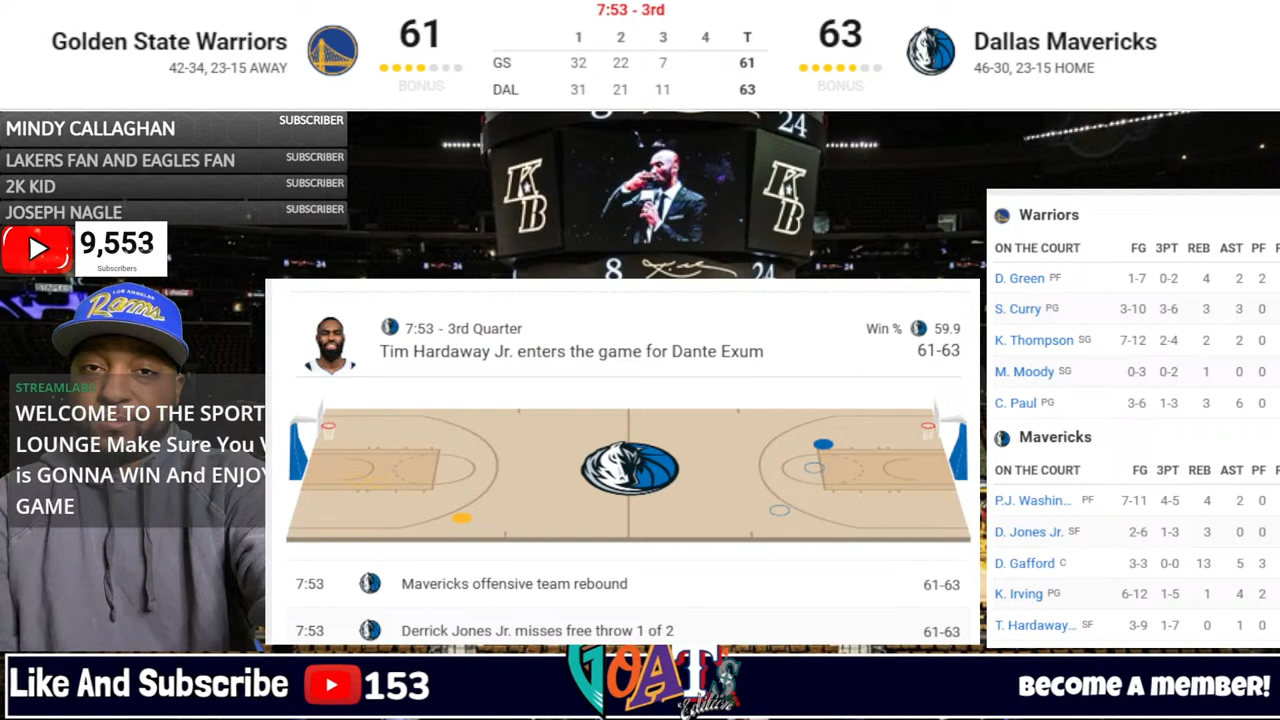 7:53 - 3rd
Golden State Warriors
42-34, 23-15 AWAY
61
BONUS
1 2 3 4 T
GS 32 22 7 61
DAL 31 21 11 63
63
BONUS
Dallas Mavericks
46-30, 23-15 HOME
MINDY CALLAGHAN SUBSCRIBER
LAKERS FAN AND EAGLES FAN SUBSCRIBER
2K KID SUBSCRIBER
JOSEPH NAGLE SUBSCRIBER
9,553
Subscribers
24
KB
KB
8 24
LOS ANGELES
Rams
STREAMLABS
WELCOME TO THE SPORT
LOUNGE Make Sure You V
is GONNA WIN And ENJOY
GAME
7:53 - 3rd Quarter
Win % 59.9
Tim Hardaway Jr. enters the game for Dante Exum
61-63
7:53 Mavericks offensive team rebound 61-63
7:53 Derrick Jones Jr. misses free throw 1 of 2 61-63
Warriors
ON THE COURT FG 3PT REB AST PF
D. Green PF 1-7 0-2 4 2 2
S. Curry PG 3-10 3-6 3 3 0
K. Thompson SG 7-12 2-4 2 2 0
M. Moody SG 0-3 0-2 1 0 0
C. Paul PG 3-6 1-3 3 6 0
Mavericks
ON THE COURT FG 3PT REB AST PF
P.J. Washin... PF 7-11 4-5 4 2 0
D. Jones Jr. SF 2-6 1-3 3 0 0
D. Gafford C 3-3 0-0 13 5 3
K. Irving PG 6-12 1-5 1 4 2
T. Hardaway... SF 3-9 1-7 0 1 0
Like And Subscribe
153
GOATS
Edition
BECOME A MEMBER!